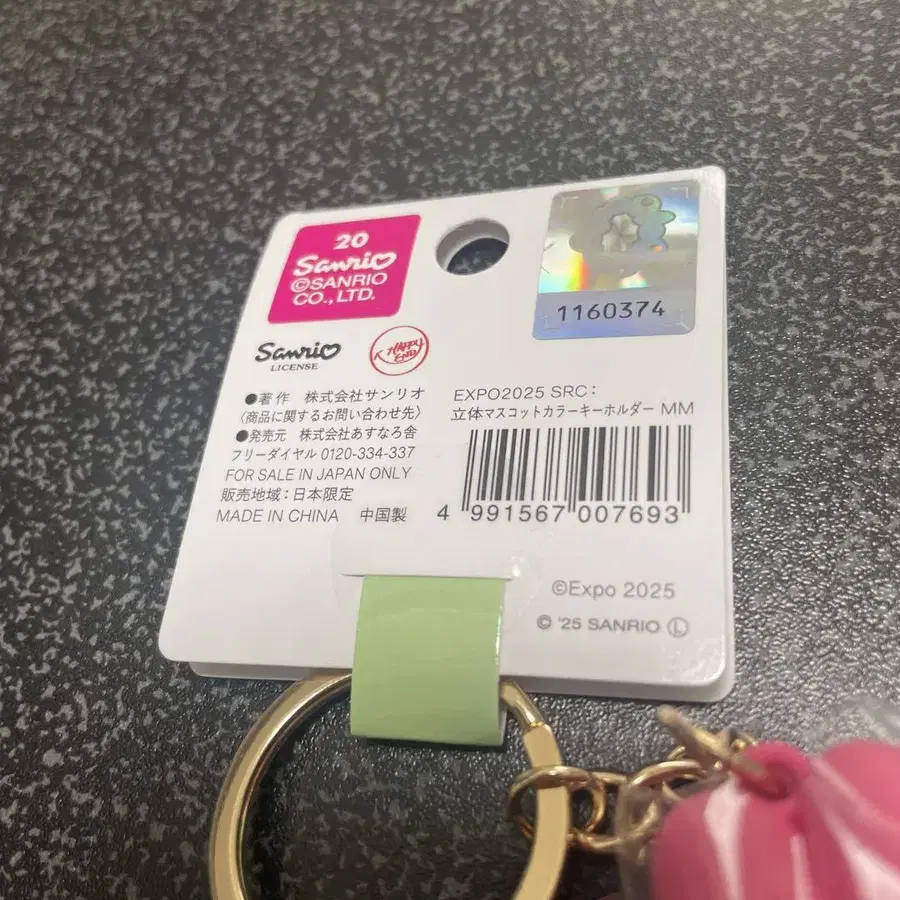 20
Sanrio
©SANRIO
CO., LTD.
1160374
Sanrio
LICENSE
HAPPY
END
●著作 株式会社サンリオ
〈商品に関するお問い合わせ先〉
●発売元 株式会社あすなろ舎
フリーダイヤル 0120-334-337
FOR SALE IN JAPAN ONLY
販売地域：日本限定
MADE IN CHINA 中国製
EXPO2025 SRC：
立体マスコットカラーキーホルダー MM
4 991567 007693
©Expo 2025
© '25 SANRIO Ⓛ